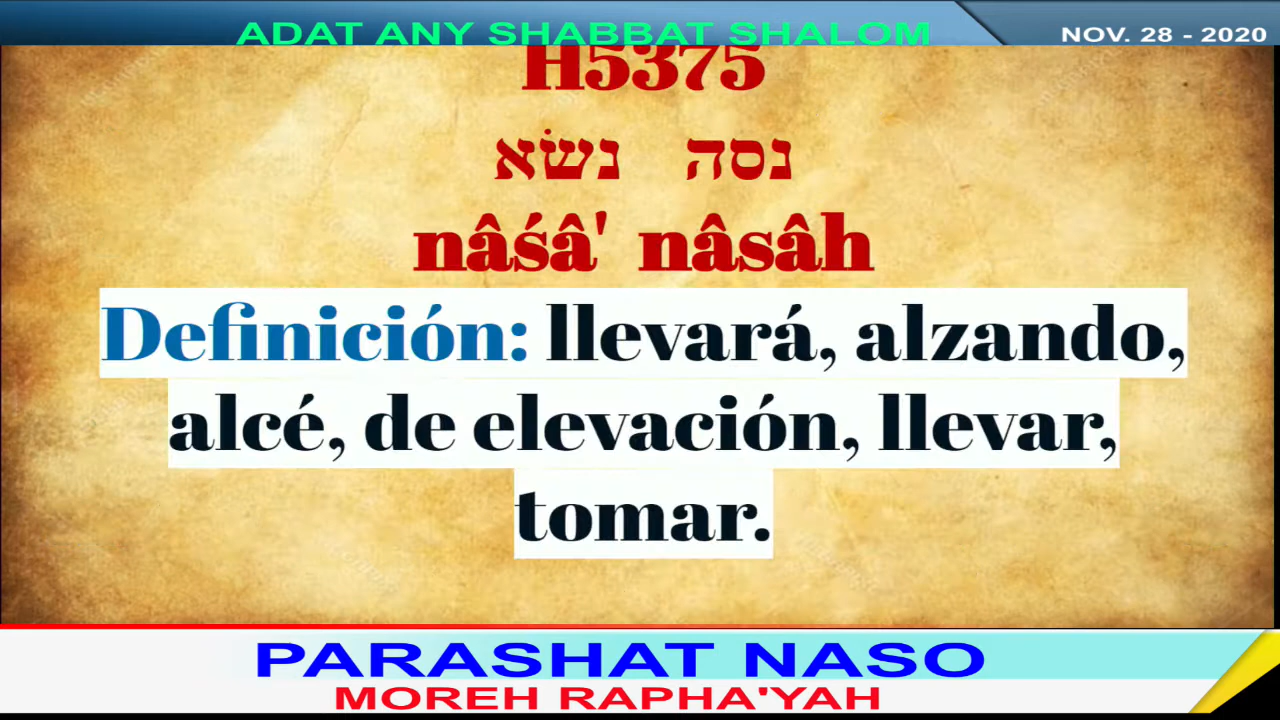 ADAT ANY SHABBAT SHALOM
NOV. 28 - 2020
H5375
נסה נשׂא
nâśâ' nâsâh
Definición: llevará, alzando,
alcé, de elevación, llevar,
tomar.
PARASHAT NASO
MOREH RAPHA'YAH